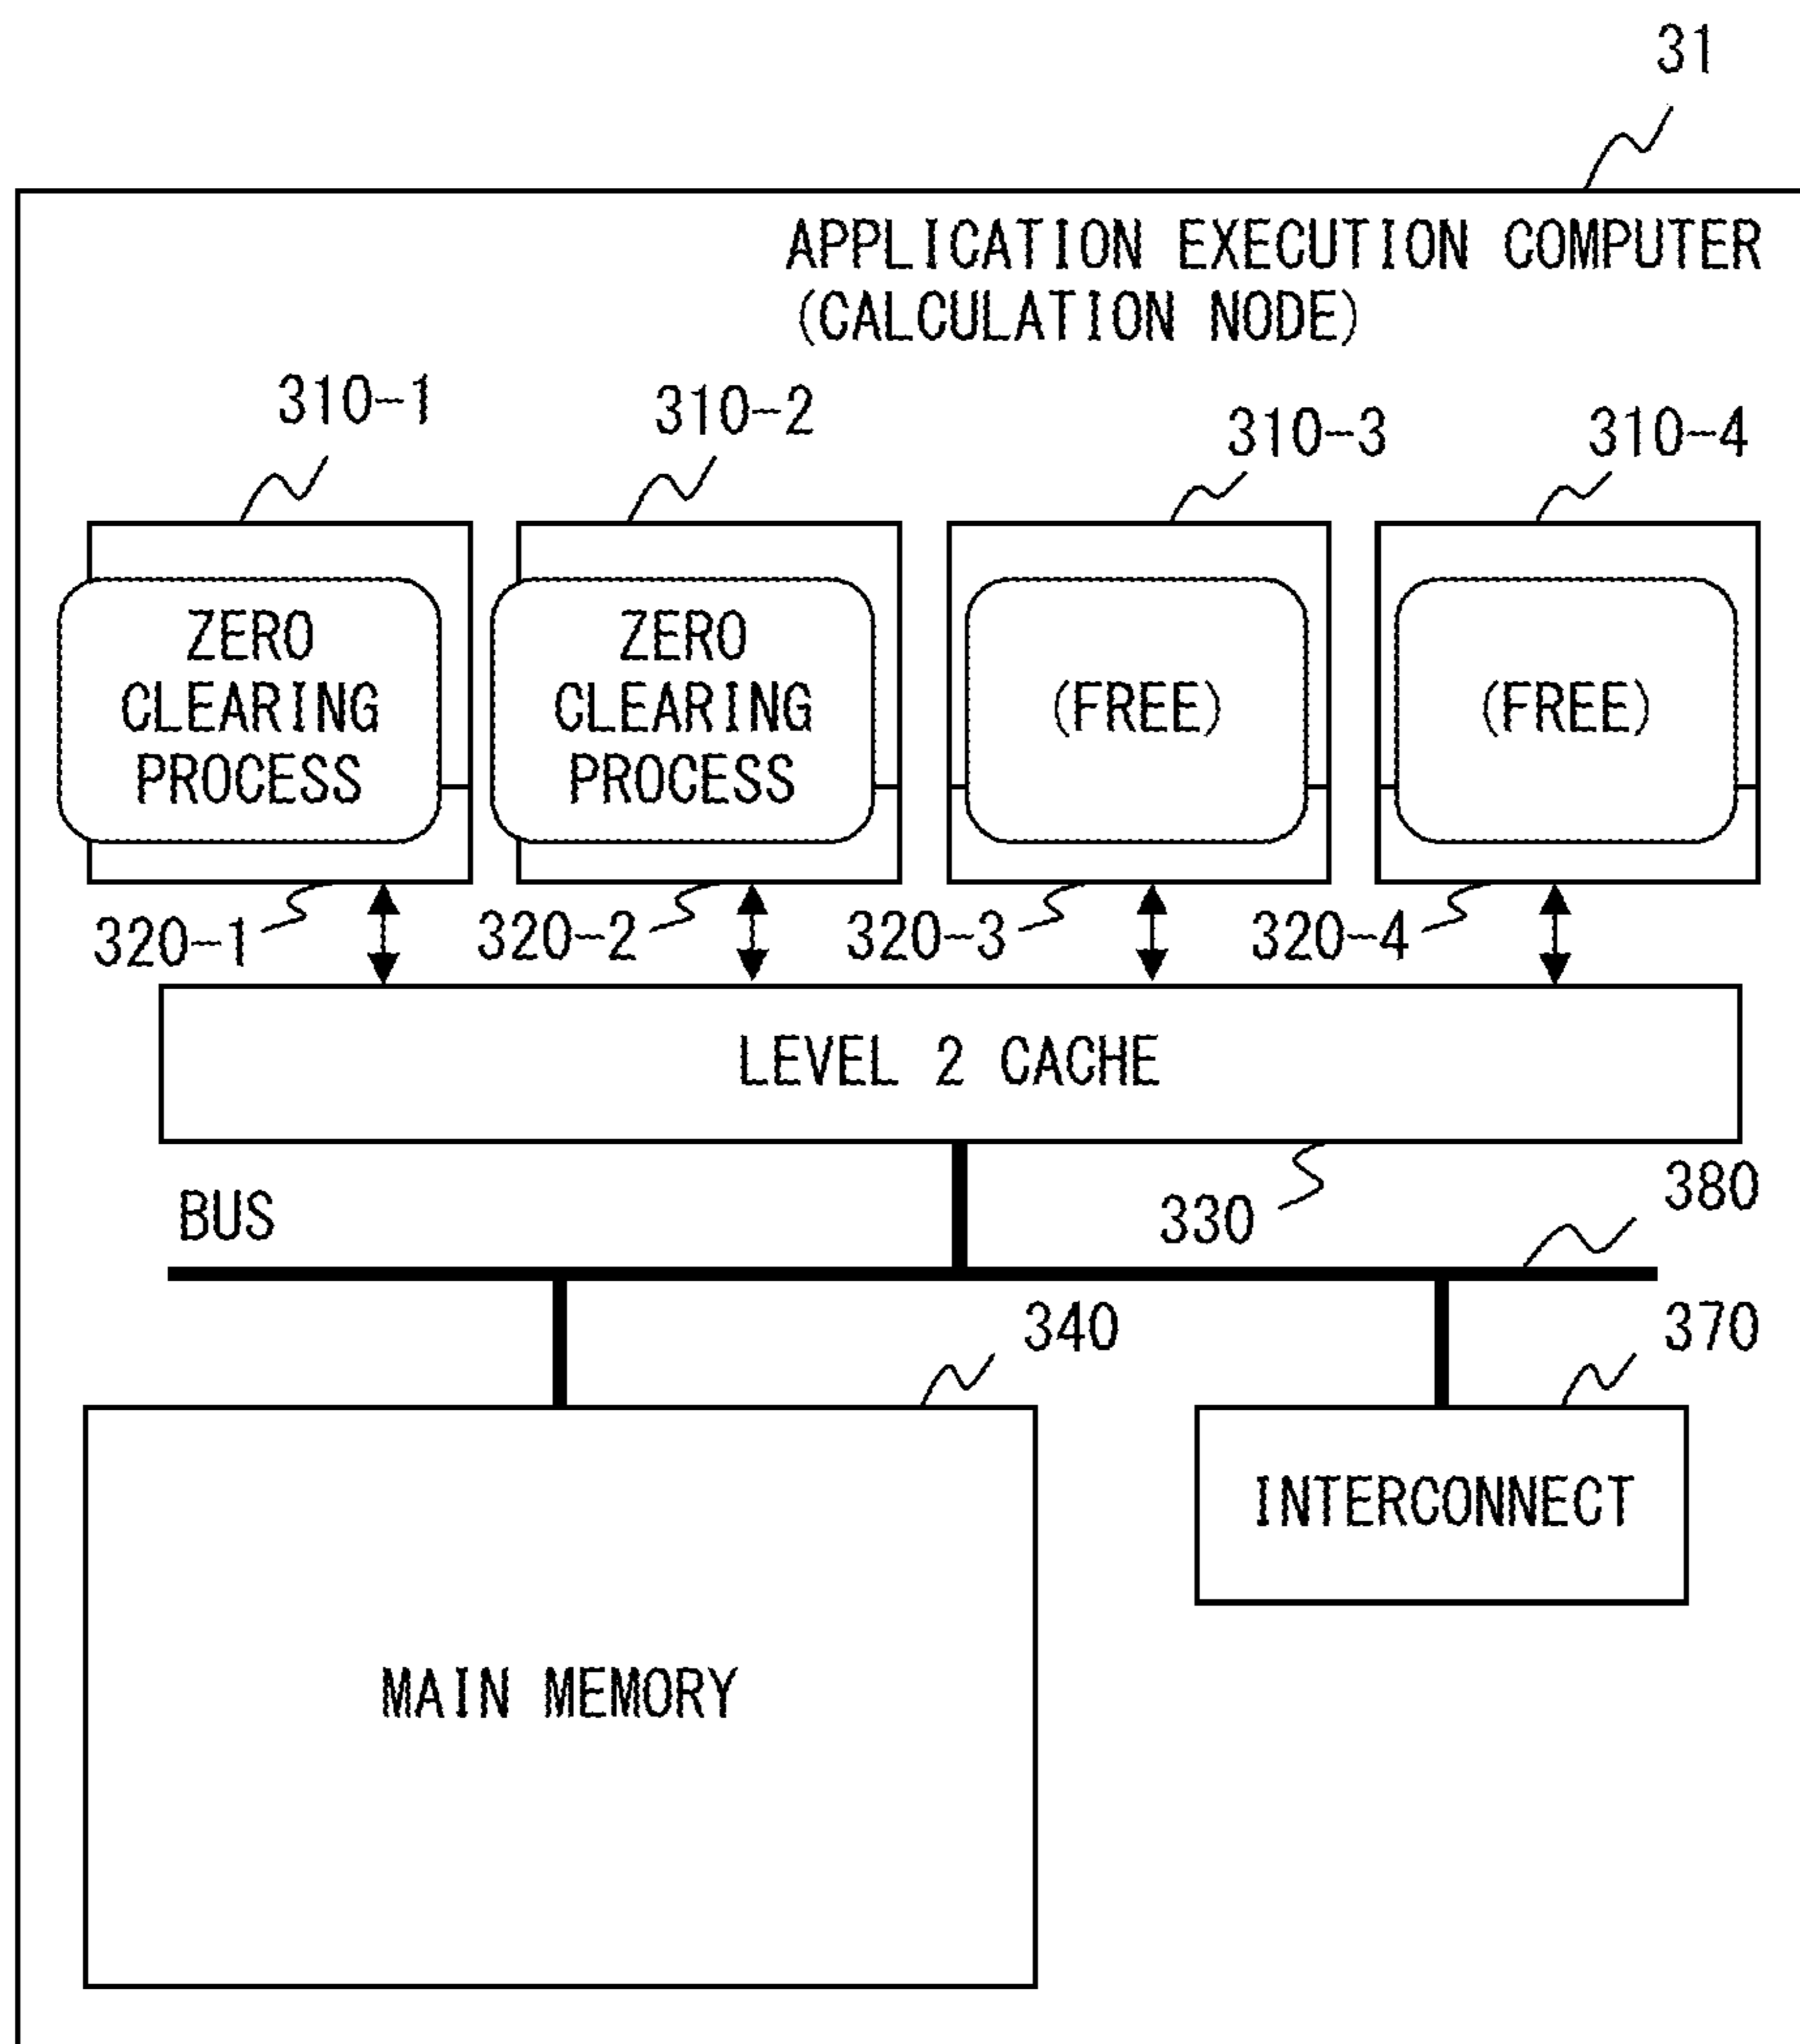 31
APPLICATION EXECUTION COMPUTER
(CALCULATION NODE)
310-1
310-2
310-3
310-4
ZERO
CLEARING
PROCESS
ZERO
CLEARING
PROCESS
(FREE)
(FREE)
320-1
320-2
320-3
320-4
LEVEL 2 CACHE
BUS
330
380
340
370
INTERCONNECT
MAIN MEMORY